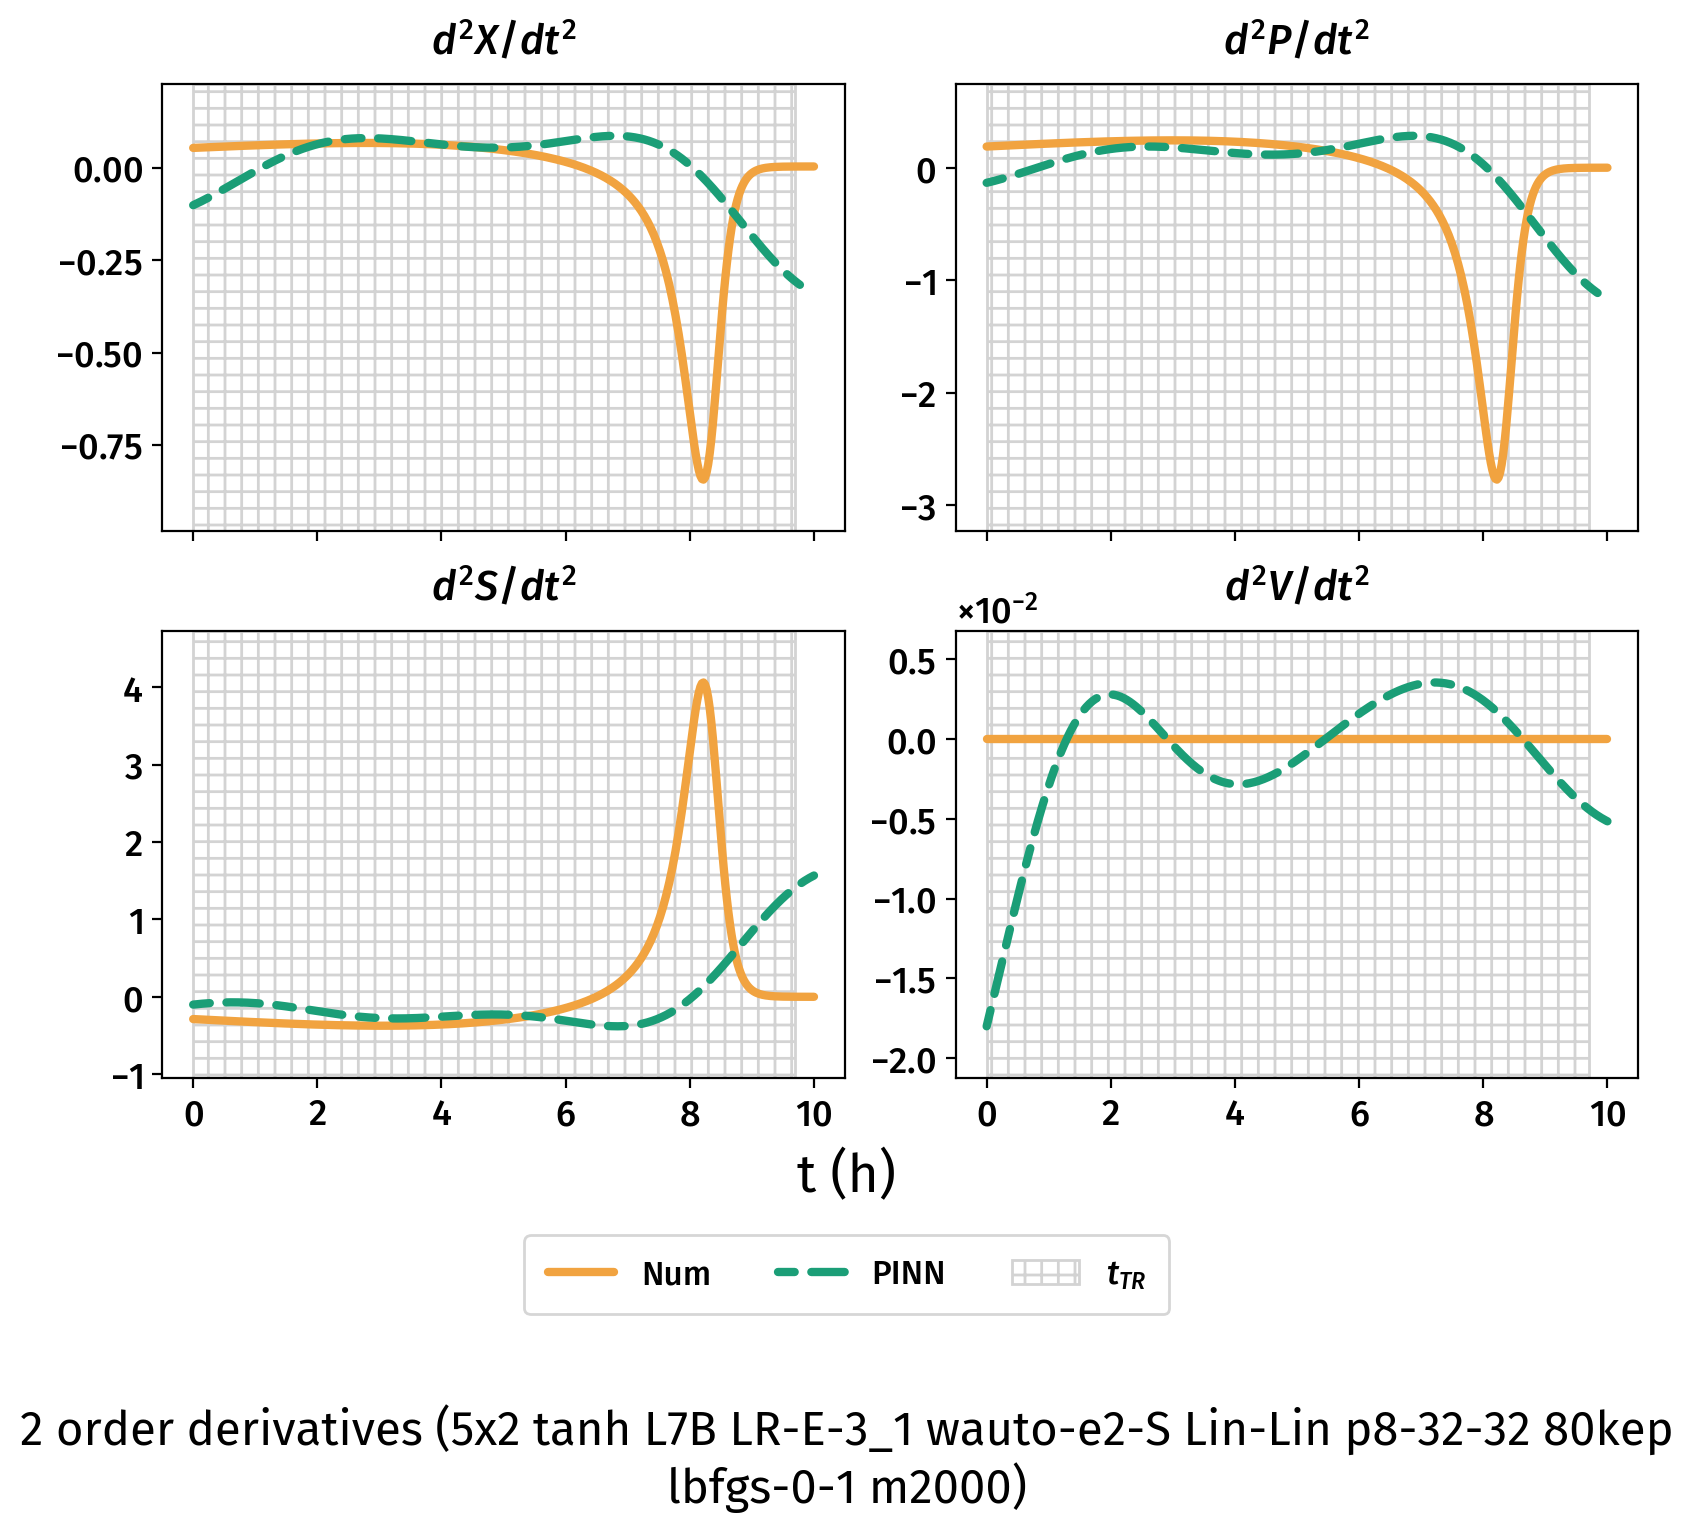 d²X/dt²
d²P/dt²
0.00
−0.25
−0.50
−0.75
0
−1
−2
−3
d²S/dt²
d²V/dt²
×10⁻²
4
3
2
1
0
−1
0.5
0.0
−0.5
−1.0
−1.5
−2.0
0 2 4 6 8 10
0 2 4 6 8 10
t (h)
Num PINN t_TR
2 order derivatives (5x2 tanh L7B LR-E-3_1 wauto-e2-S Lin-Lin p8-32-32 80kep
lbfgs-0-1 m2000)